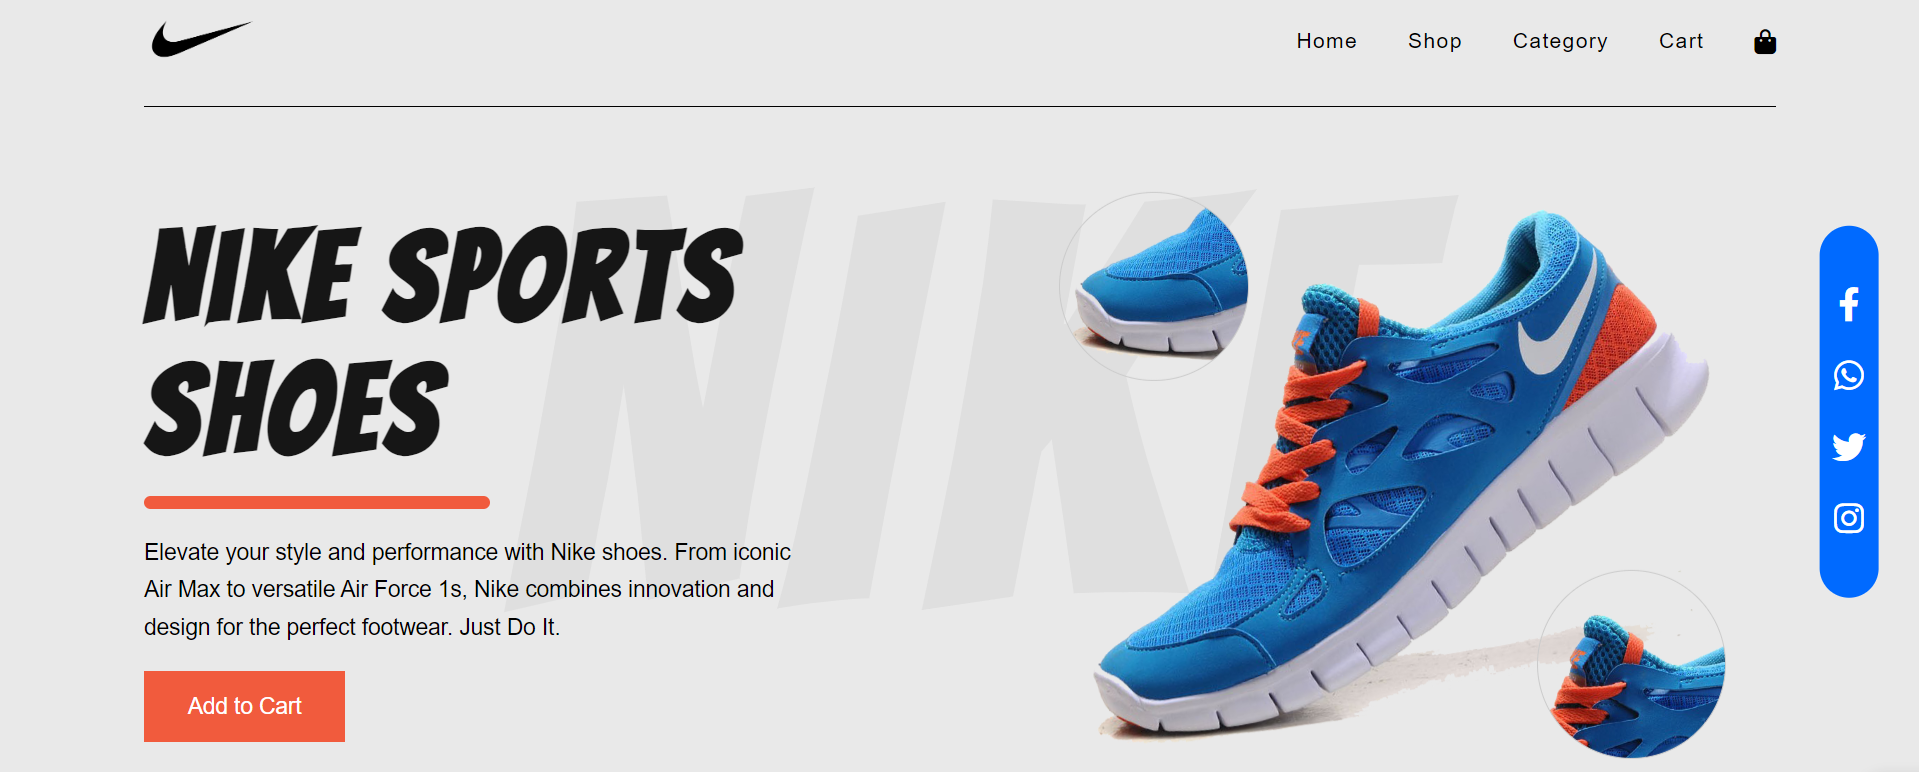 Home Shop Category Cart
NIKE
NIKE SPORTS
SHOES
Elevate your style and performance with Nike shoes. From iconic
Air Max to versatile Air Force 1s, Nike combines innovation and
design for the perfect footwear. Just Do It.
Add to Cart